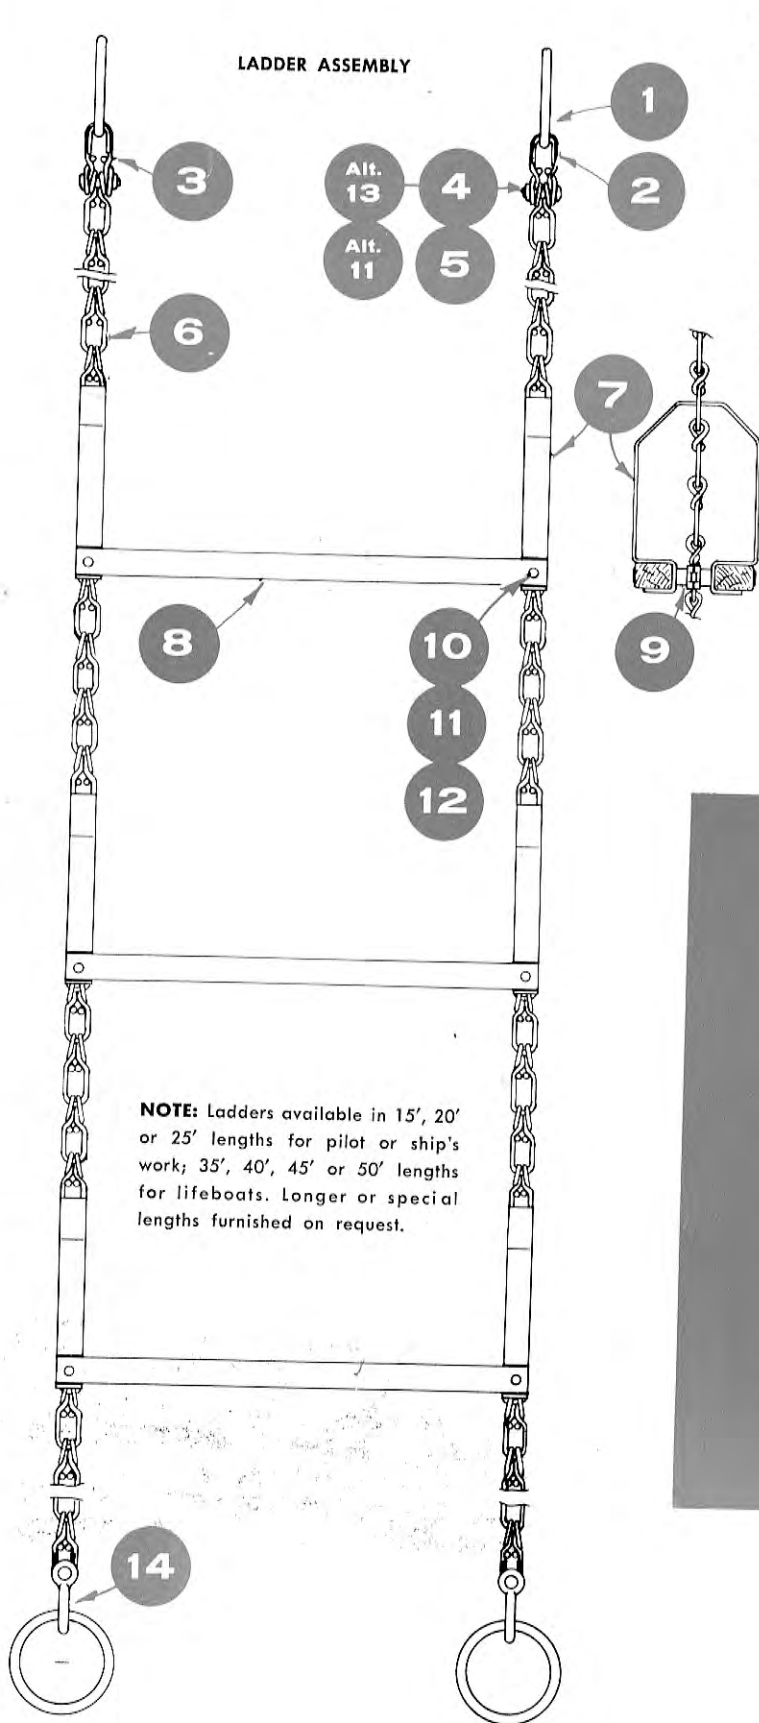 LADDER ASSEMBLY
1
3
Alt.
13
4
2
Alt.
11
5
6
7
8
10
9
11
12
NOTE: Ladders available in 15′, 20′
or 25′ lengths for pilot or ship's
work; 35′, 40′, 45′ or 50′ lengths
for lifeboats. Longer or special
lengths furnished on request.
14